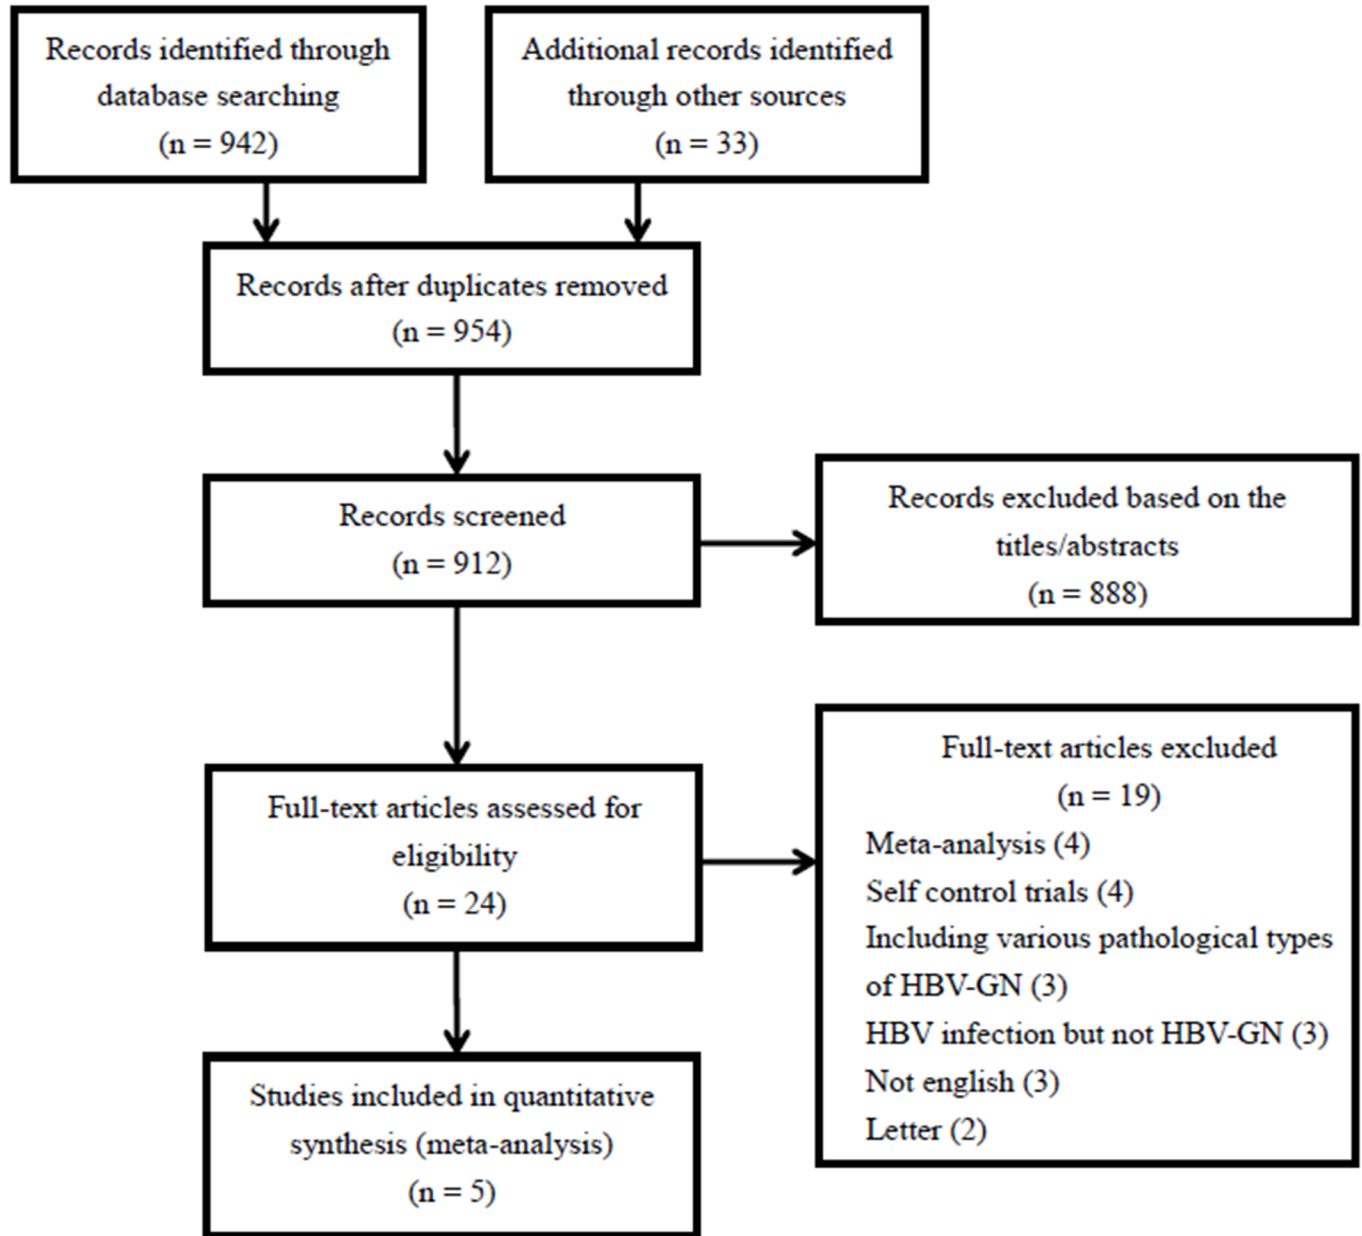 Records identified through
database searching
(n = 942)
Additional records identified
through other sources
(n = 33)
Records after duplicates removed
(n = 954)
Records screened
(n = 912)
Records excluded based on the
titles/abstracts
(n = 888)
Full-text articles assessed for
eligibility
(n = 24)
Full-text articles excluded
(n = 19)
Meta-analysis (4)
Self control trials (4)
Including various pathological types
of HBV-GN (3)
HBV infection but not HBV-GN (3)
Not english (3)
Letter (2)
Studies included in quantitative
synthesis (meta-analysis)
(n = 5)